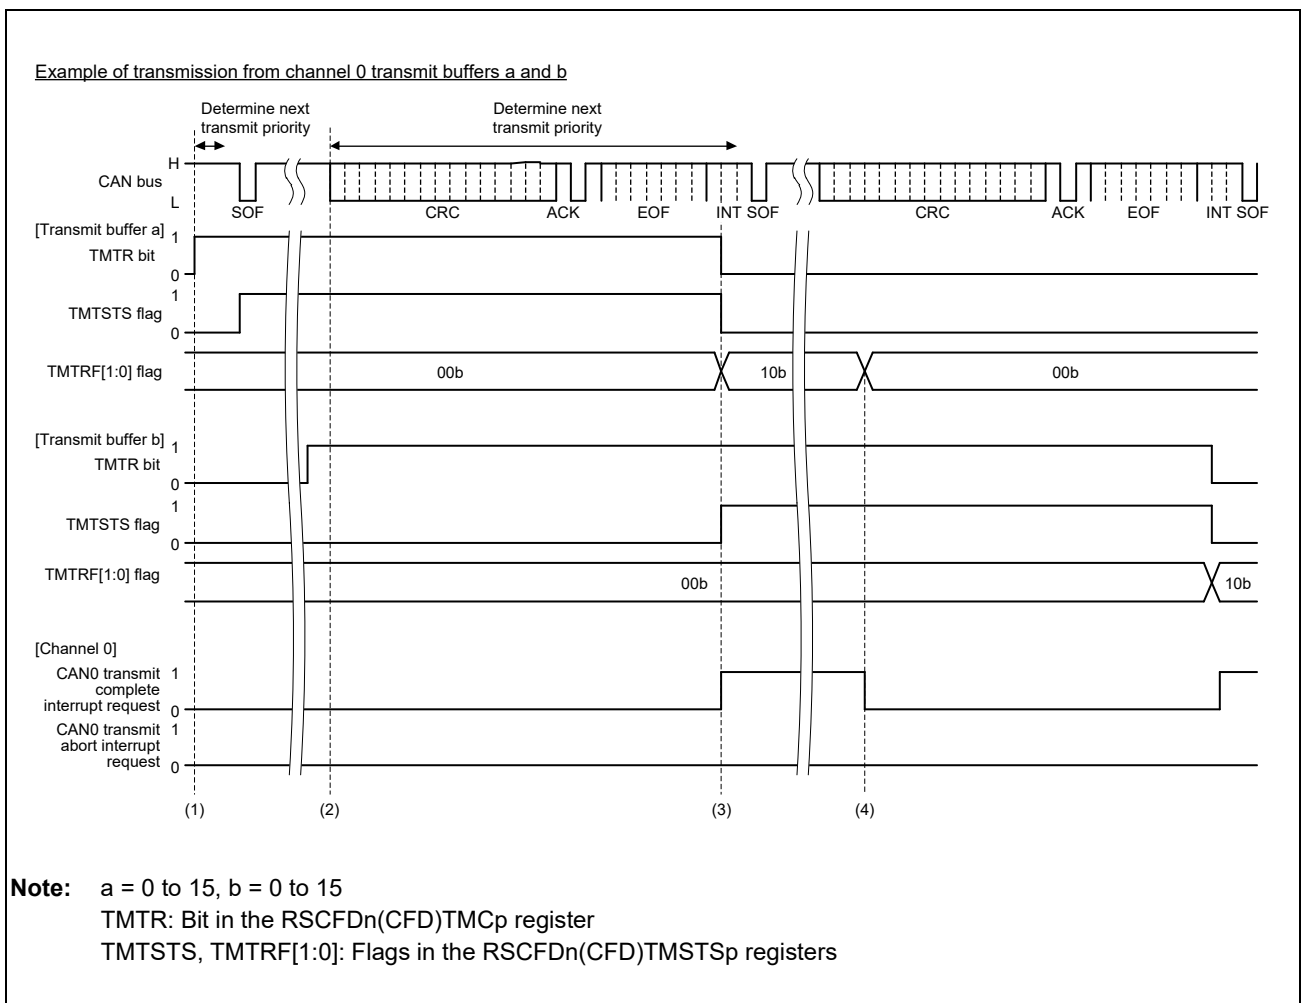 Example of transmission from channel 0 transmit buffers a and b
Determine next
transmit priority
Determine next
transmit priority
H
CAN bus
L
SOF
CRC
ACK
EOF
INT SOF
CRC
ACK
EOF
INT SOF
[Transmit buffer a]
1
TMTR bit
0
1
TMTSTS flag
0
TMTRF[1:0] flag
00b
10b
00b
[Transmit buffer b]
1
TMTR bit
0
1
TMTSTS flag
0
TMTRF[1:0] flag
00b
10b
[Channel 0]
CAN0 transmit 1
complete
interrupt request 0
CAN0 transmit 1
abort interrupt
request 0
(1)
(2)
(3)
(4)
Note: a = 0 to 15, b = 0 to 15
TMTR: Bit in the RSCFDn(CFD)TMCp register
TMTSTS, TMTRF[1:0]: Flags in the RSCFDn(CFD)TMSTSp registers